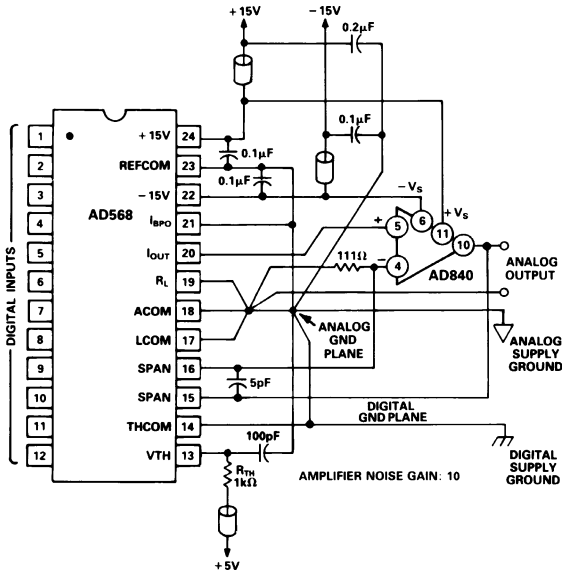 +15V
−15V
0.2μF
0.1μF
DIGITAL INPUTS
1
2
3
4
5
6
7
8
9
10
11
12
AD568
+15V 24
REFCOM 23
−15V 22
IBPO 21
IOUT 20
RL 19
ACOM 18
LCOM 17
SPAN 16
SPAN 15
THCOM 14
VTH 13
0.1μF
0.1μF
−VS
+VS
+ 5
6
11
10
− 4
AD840
111Ω
ANALOG
OUTPUT
ANALOG
GND
PLANE
ANALOG
SUPPLY
GROUND
5pF
DIGITAL
GND PLANE
100pF
RTH
1kΩ
AMPLIFIER NOISE GAIN: 10
DIGITAL
SUPPLY
GROUND
+5V